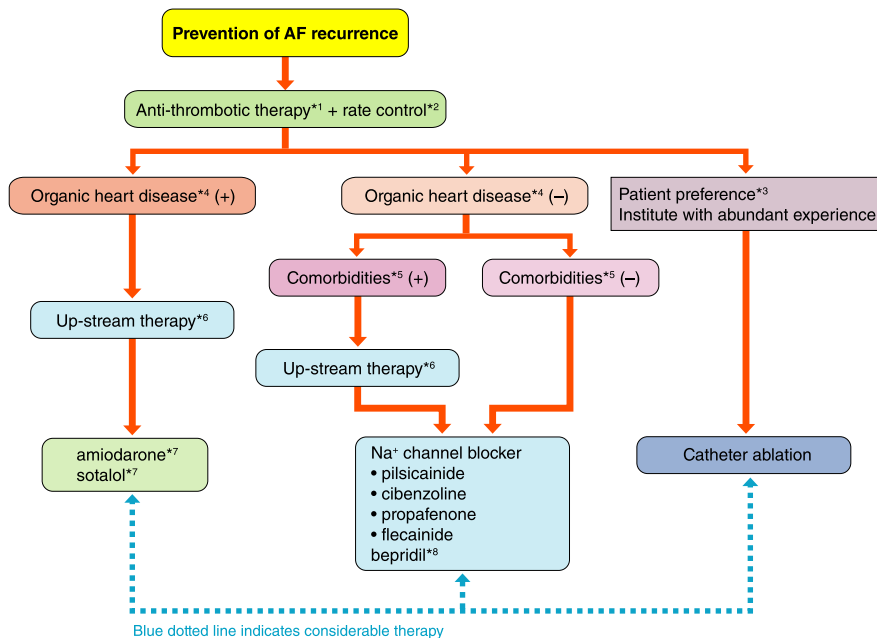 Prevention of AF recurrence
Anti-thrombotic therapy*1 + rate control*2
Organic heart disease*4 (+)
Organic heart disease*4 (–)
Patient preference*3
Institute with abundant experience
Comorbidities*5 (+)
Comorbidities*5 (–)
Up-stream therapy*6
Up-stream therapy*6
amiodarone*7
sotalol*7
Na+ channel blocker
• pilsicainide
• cibenzoline
• propafenone
• flecainide
bepridil*8
Catheter ablation
Blue dotted line indicates considerable therapy